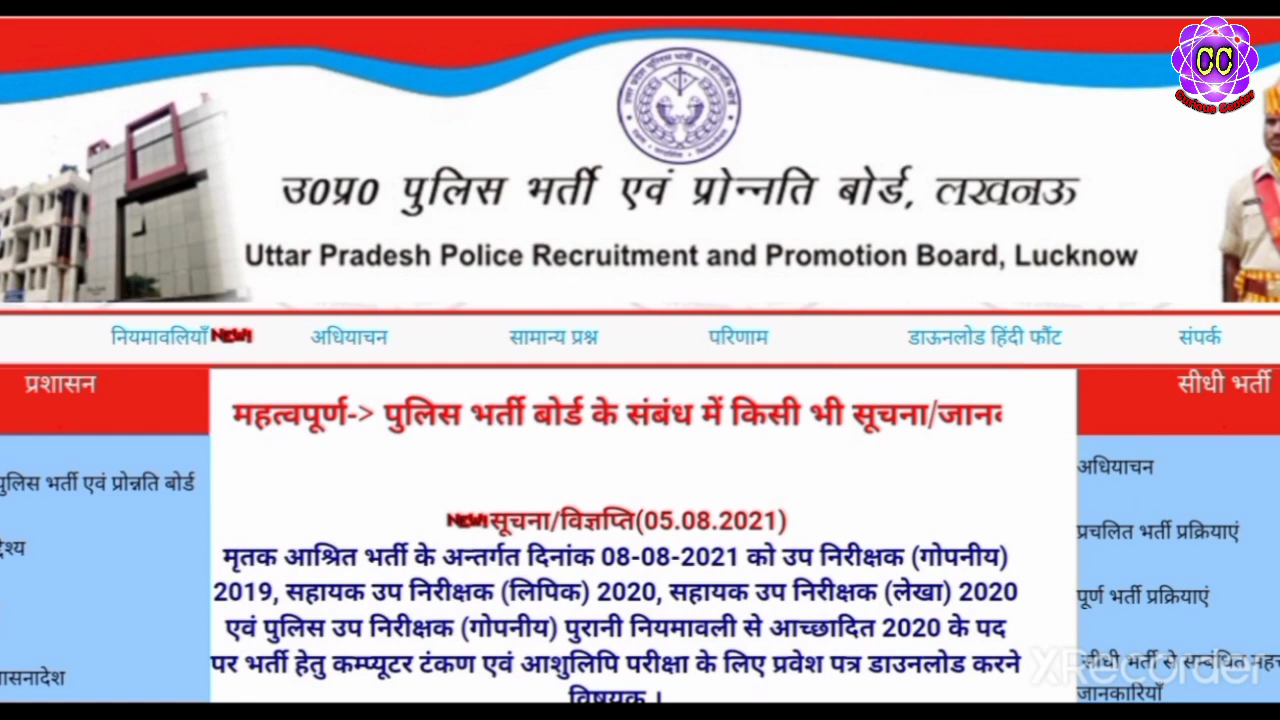 CC
Curious Center
उ0प्र0 पुलिस भर्ती एवं प्रोन्नति बोर्ड, लखनऊ
Uttar Pradesh Police Recruitment and Promotion Board, Lucknow
नियमावलियाँ NEW! अधियाचन सामान्य प्रश्न परिणाम डाऊनलोड हिंदी फौंट संपर्क
प्रशासन
सीधी भर्ती
महत्वपूर्ण-> पुलिस भर्ती बोर्ड के संबंध में किसी भी सूचना/
अधियाचन
पुलिस भर्ती एवं प्रोन्नति बोर्ड
NEW! सूचना/विज्ञप्ति(05.08.2021)
प्रचलित भर्ती प्रक्रियाएं
मृतक आश्रित भर्ती के अन्तर्गत दिनांक 08-08-2021 को उप निरीक्षक (गोपनीय)
2019, सहायक उप निरीक्षक (लिपिक) 2020, सहायक उप निरीक्षक (लेखा) 2020
पूर्ण भर्ती प्रक्रियाएं
एवं पुलिस उप निरीक्षक (गोपनीय) पुरानी नियमावली से आच्छादित 2020 के पद
पर भर्ती हेतु कम्प्यूटर टंकण एवं आशुलिपि परीक्षा के लिए प्रवेश पत्र डाउनलोड करने
विषयक ।
सीधी भर्ती से सम्बंधित
जानकारियाँ
XRecorder